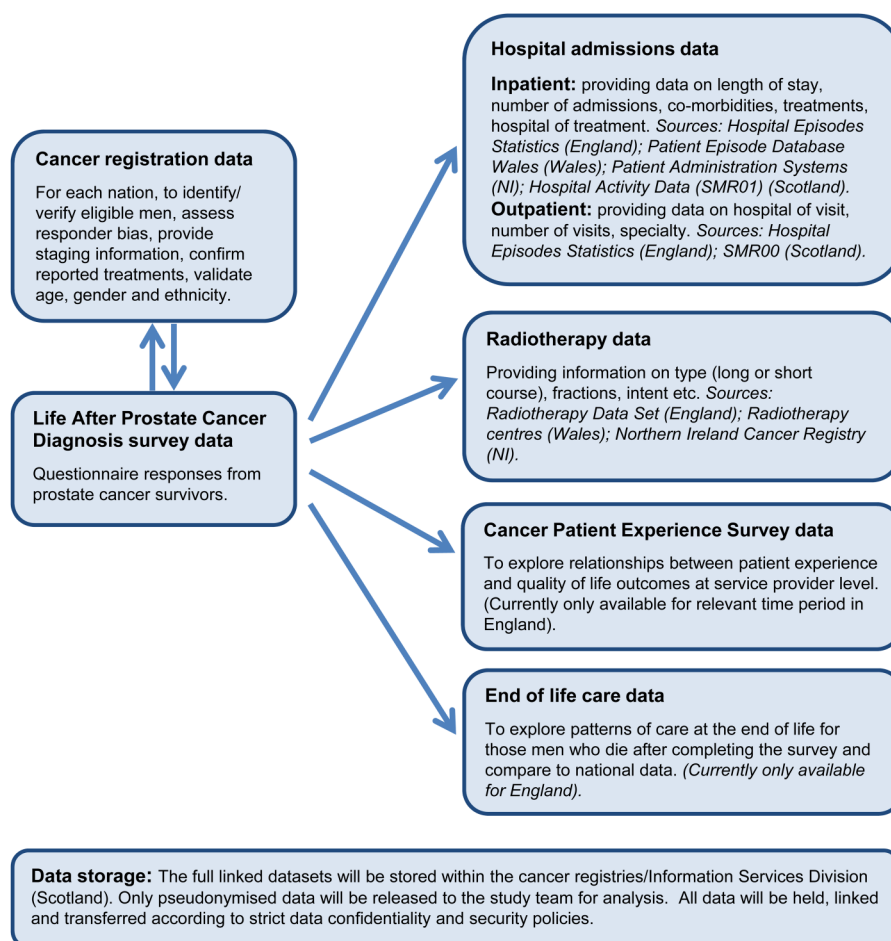 Cancer registration data
For each nation, to identify/
verify eligible men, assess
responder bias, provide
staging information, confirm
reported treatments, validate
age, gender and ethnicity.
Life After Prostate Cancer
Diagnosis survey data
Questionnaire responses from
prostate cancer survivors.
Hospital admissions data
Inpatient: providing data on length of stay,
number of admissions, co-morbidities, treatments,
hospital of treatment. Sources: Hospital Episodes
Statistics (England); Patient Episode Database
Wales (Wales); Patient Administration Systems
(NI); Hospital Activity Data (SMR01) (Scotland).
Outpatient: providing data on hospital of visit,
number of visits, specialty. Sources: Hospital
Episodes Statistics (England); SMR00 (Scotland).
Radiotherapy data
Providing information on type (long or short
course), fractions, intent etc. Sources:
Radiotherapy Data Set (England); Radiotherapy
centres (Wales); Northern Ireland Cancer Registry
(NI).
Cancer Patient Experience Survey data
To explore relationships between patient experience
and quality of life outcomes at service provider level.
(Currently only available for relevant time period in
England).
End of life care data
To explore patterns of care at the end of life for
those men who die after completing the survey and
compare to national data. (Currently only available
for England).
Data storage: The full linked datasets will be stored within the cancer registries/Information Services Division
(Scotland). Only pseudonymised data will be released to the study team for analysis. All data will be held, linked
and transferred according to strict data confidentiality and security policies.